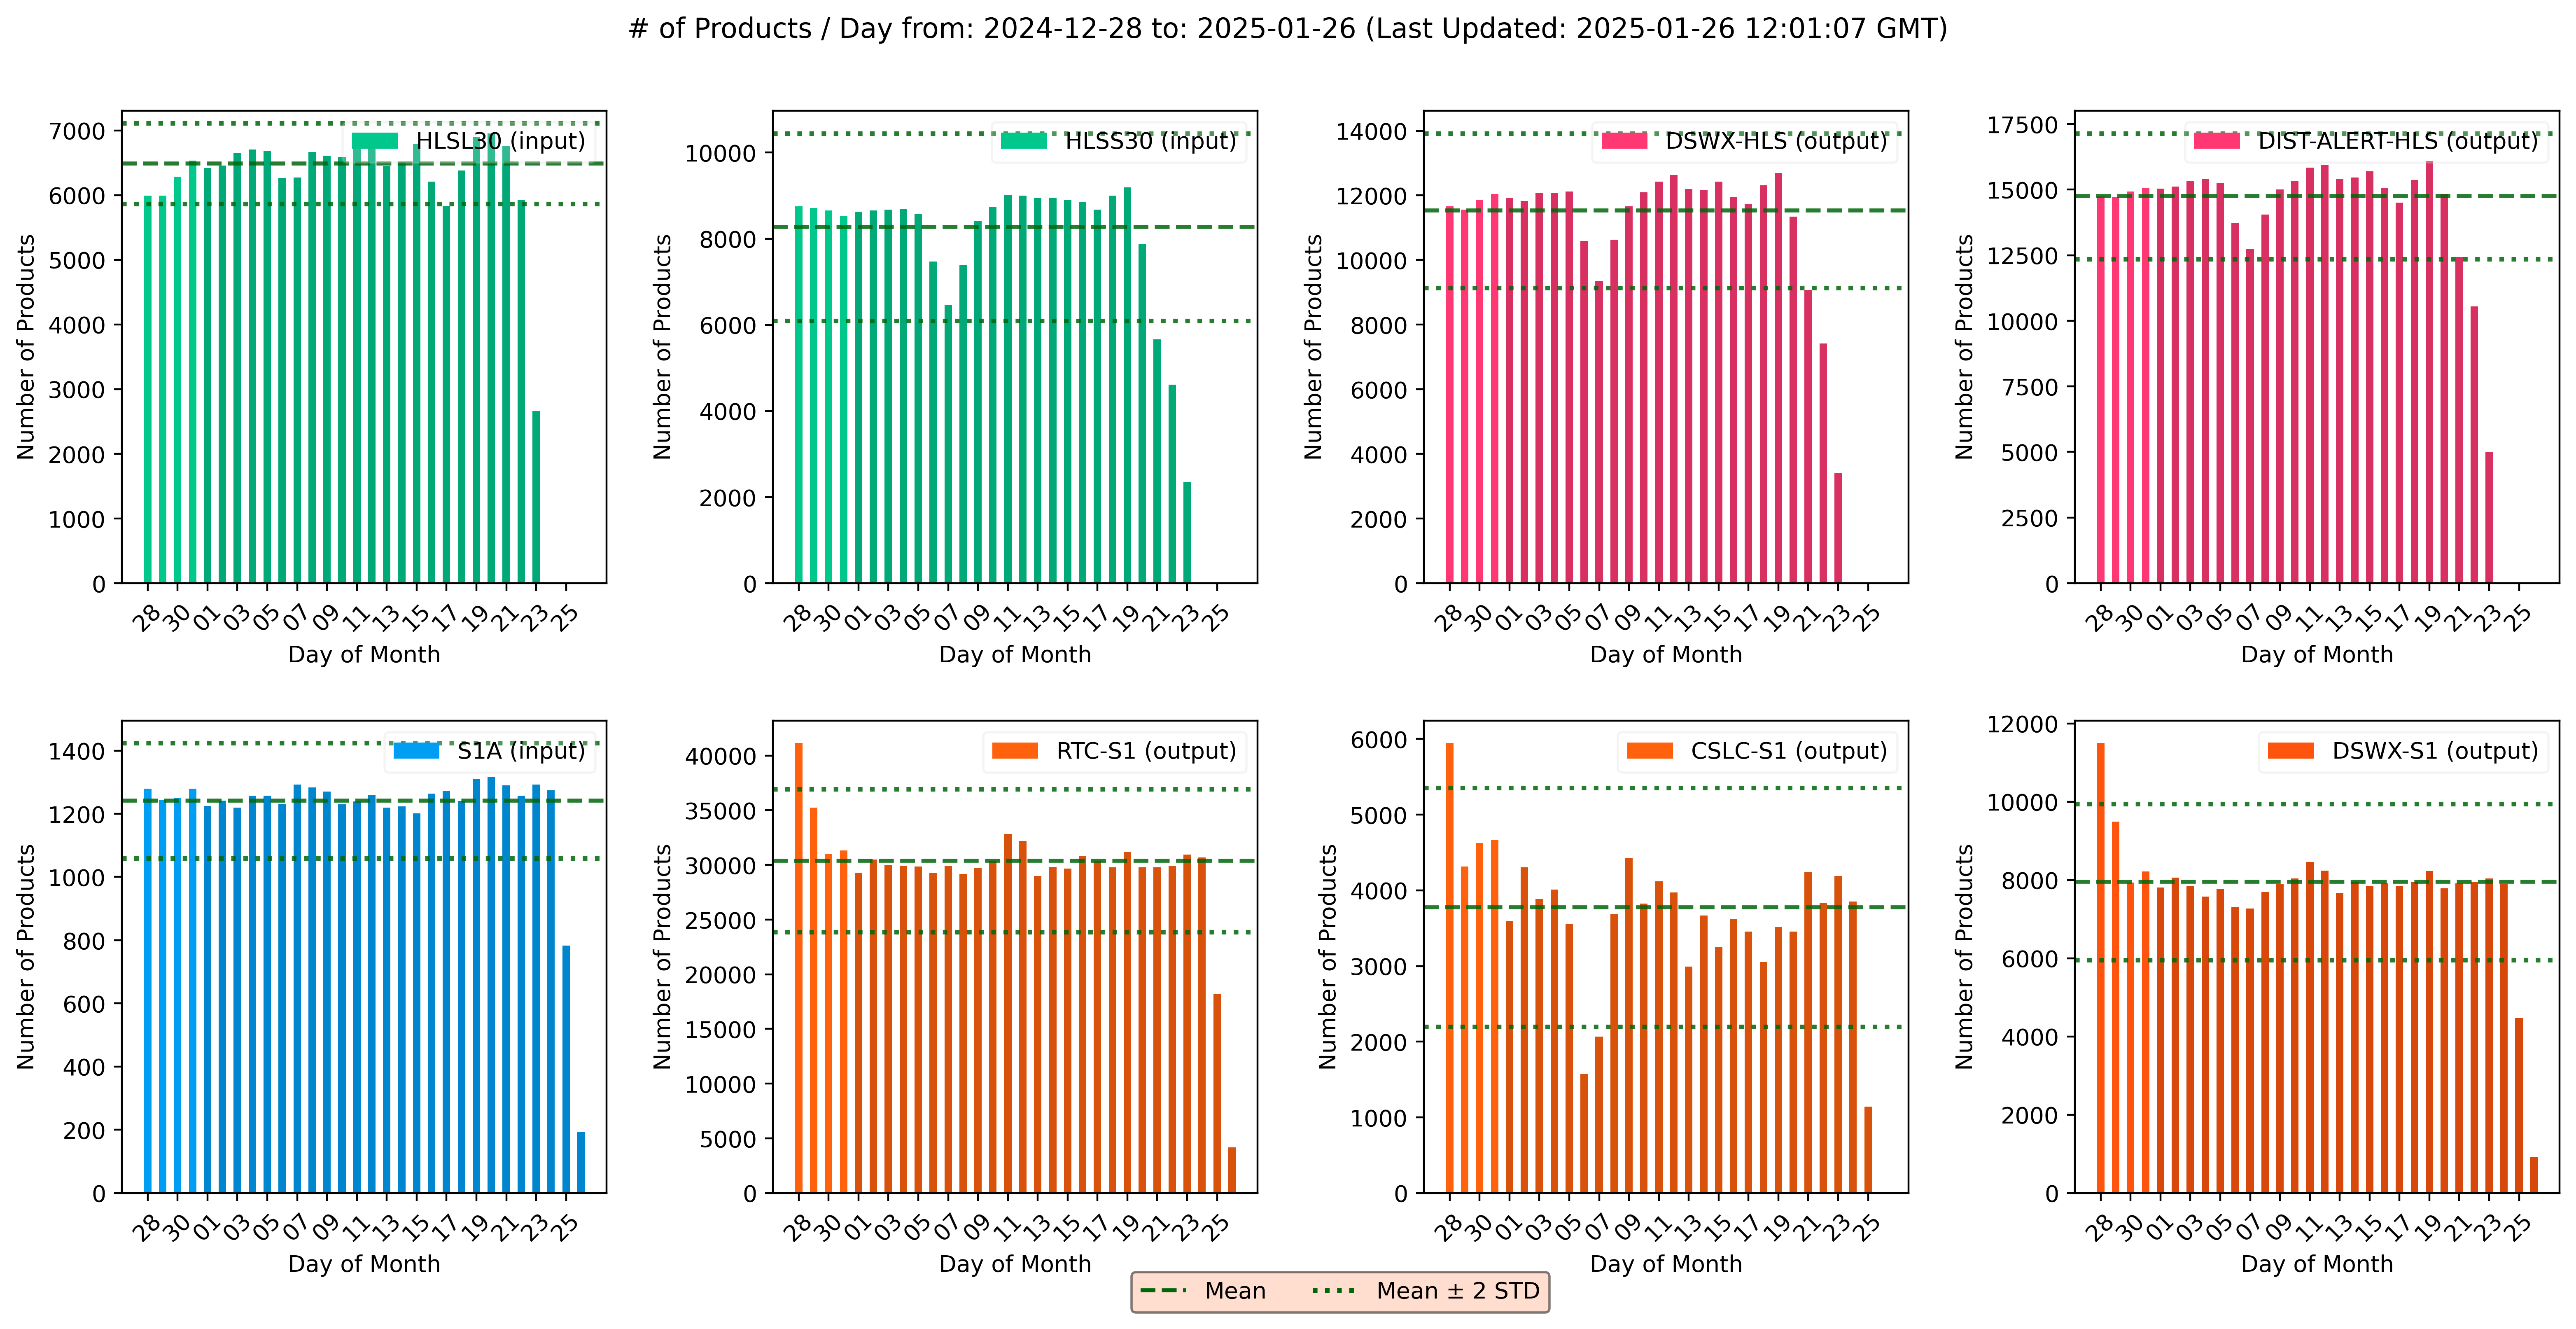 # of Products / Day from: 2024-12-28 to: 2025-01-26 (Last Updated: 2025-01-26 12:01:07 GMT)
HLSL30 (input)
Number of Products
7000
6000
5000
4000
3000
2000
1000
0
28 30 01 03 05 07 09 11 13 15 17 19 21 23 25
Day of Month
HLSS30 (input)
Number of Products
10000
8000
6000
4000
2000
0
28 30 01 03 05 07 09 11 13 15 17 19 21 23 25
Day of Month
DSWX-HLS (output)
Number of Products
14000
12000
10000
8000
6000
4000
2000
0
28 30 01 03 05 07 09 11 13 15 17 19 21 23 25
Day of Month
DIST-ALERT-HLS (output)
Number of Products
17500
15000
12500
10000
7500
5000
2500
0
28 30 01 03 05 07 09 11 13 15 17 19 21 23 25
Day of Month
S1A (input)
Number of Products
1400
1200
1000
800
600
400
200
0
28 30 01 03 05 07 09 11 13 15 17 19 21 23 25
Day of Month
RTC-S1 (output)
Number of Products
40000
35000
30000
25000
20000
15000
10000
5000
0
28 30 01 03 05 07 09 11 13 15 17 19 21 23 25
Day of Month
CSLC-S1 (output)
Number of Products
6000
5000
4000
3000
2000
1000
0
28 30 01 03 05 07 09 11 13 15 17 19 21 23 25
Day of Month
DSWX-S1 (output)
Number of Products
12000
10000
8000
6000
4000
2000
0
28 30 01 03 05 07 09 11 13 15 17 19 21 23 25
Day of Month
Mean
Mean ± 2 STD